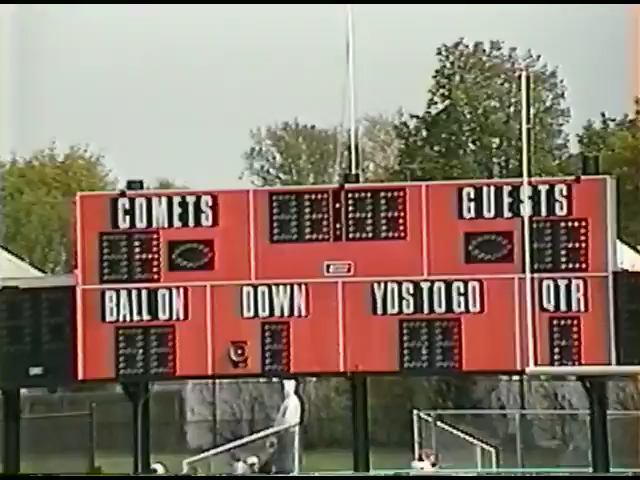 COMETS
GUESTS
BALL ON
DOWN
YDS TO GO
QTR